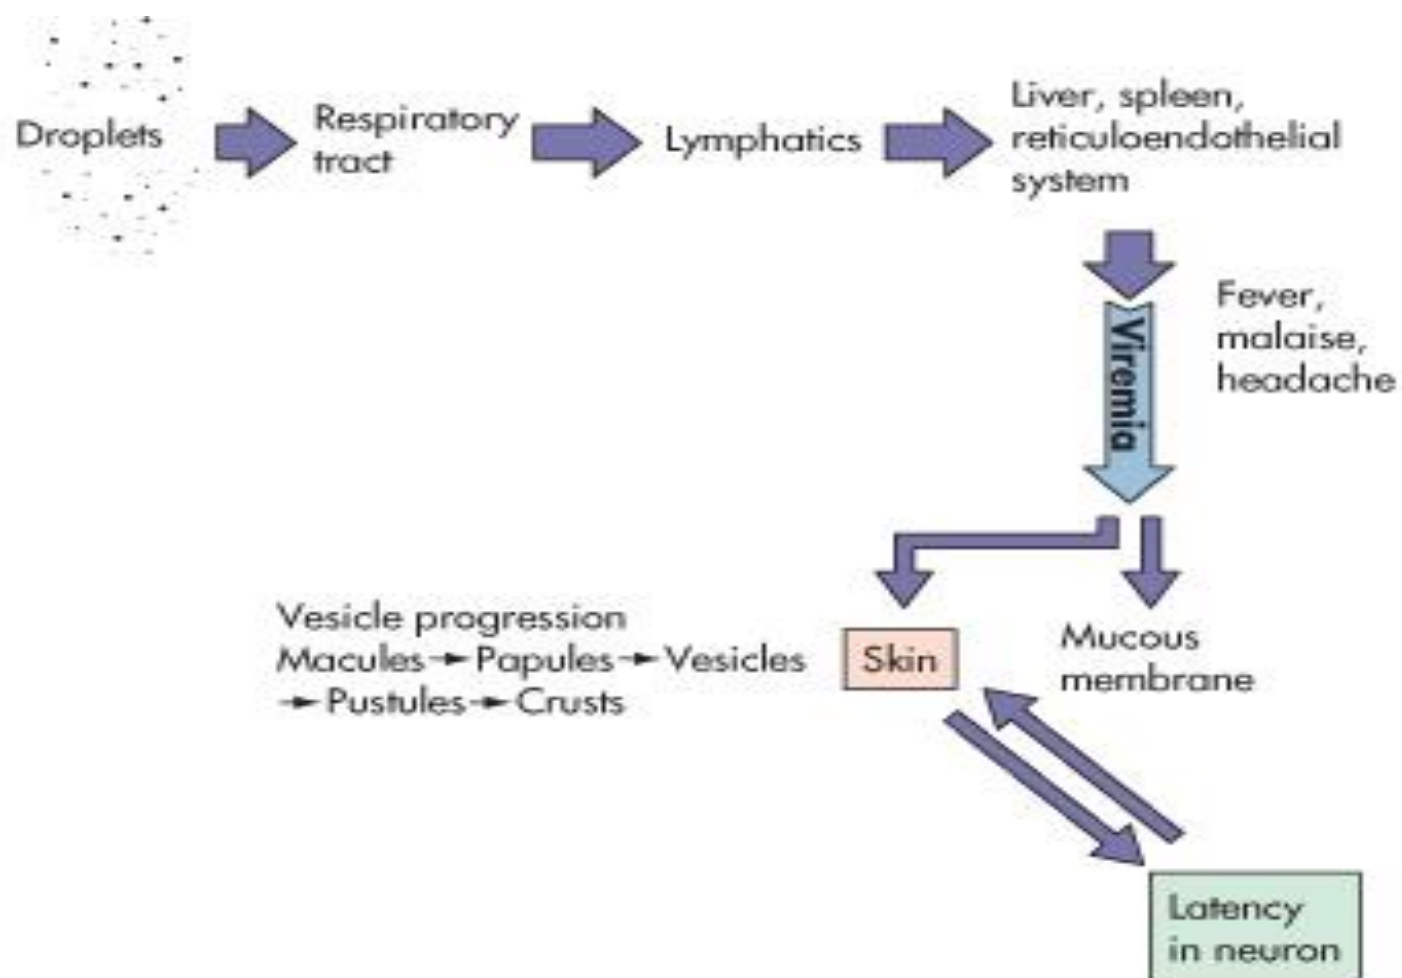 Droplets
Respiratory
tract
Lymphatics
Liver, spleen,
reticuloendothelial
system
Fever,
malaise,
headache
Viremia
Vesicle progression
Macules → Papules → Vesicles
→ Pustules → Crusts
Skin
Mucous
membrane
Latency
in neuron